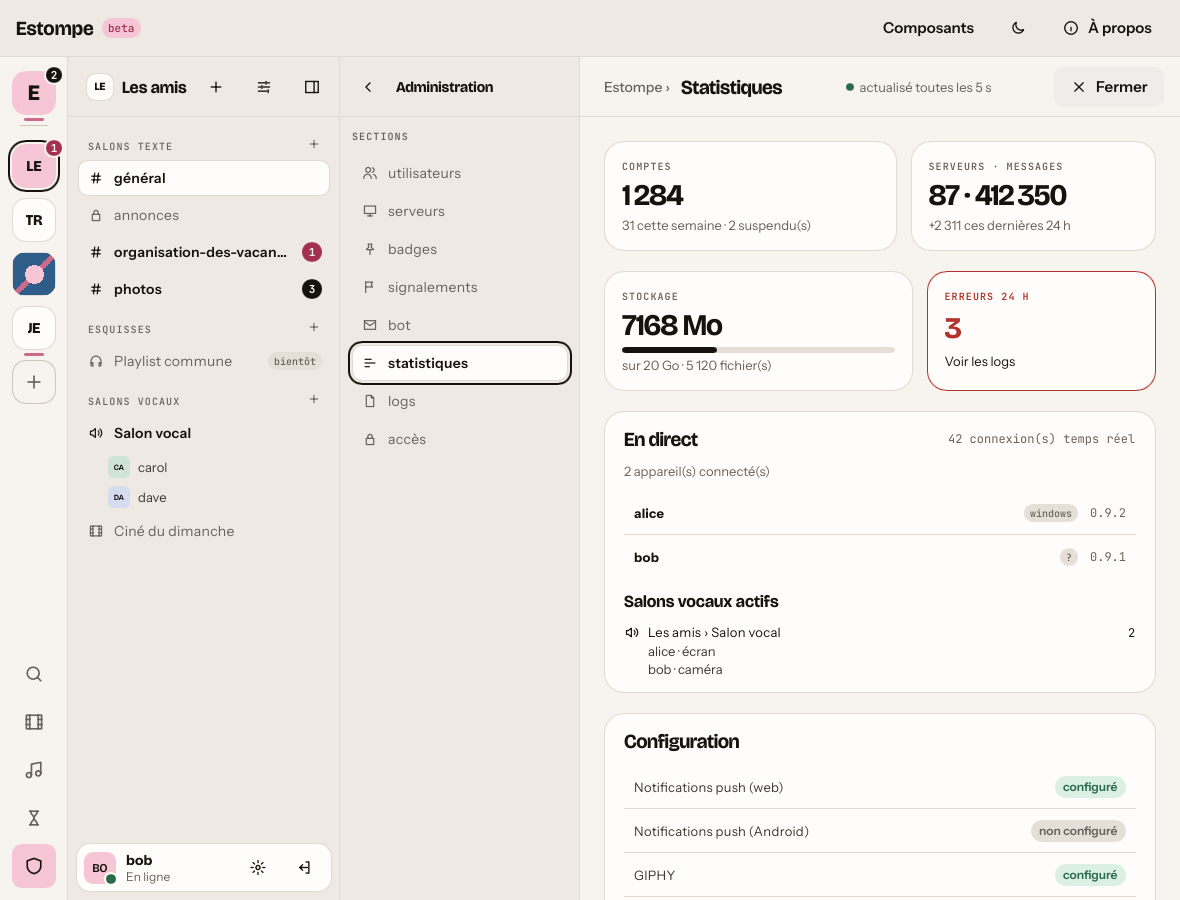 Estompe beta
Composants
À propos
E
2
LE
1
TR
JE
LE Les amis
SALONS TEXTE
# général
annonces
# organisation-des-vacan... 1
# photos 3
ESQUISSES
Playlist commune bientôt
SALONS VOCAUX
Salon vocal
CA carol
DA dave
Ciné du dimanche
BO bob
En ligne
Administration
SECTIONS
utilisateurs
serveurs
badges
signalements
bot
statistiques
logs
accès
Estompe › Statistiques
actualisé toutes les 5 s
Fermer
COMPTES
1 284
31 cette semaine · 2 suspendu(s)
SERVEURS · MESSAGES
87 · 412 350
+2 311 ces dernières 24 h
STOCKAGE
7168 Mo
sur 20 Go · 5 120 fichier(s)
ERREURS 24 H
3
Voir les logs
En direct
42 connexion(s) temps réel
2 appareil(s) connecté(s)
alice windows 0.9.2
bob ? 0.9.1
Salons vocaux actifs
Les amis › Salon vocal 2
alice · écran
bob · caméra
Configuration
Notifications push (web) configuré
Notifications push (Android) non configuré
GIPHY configuré